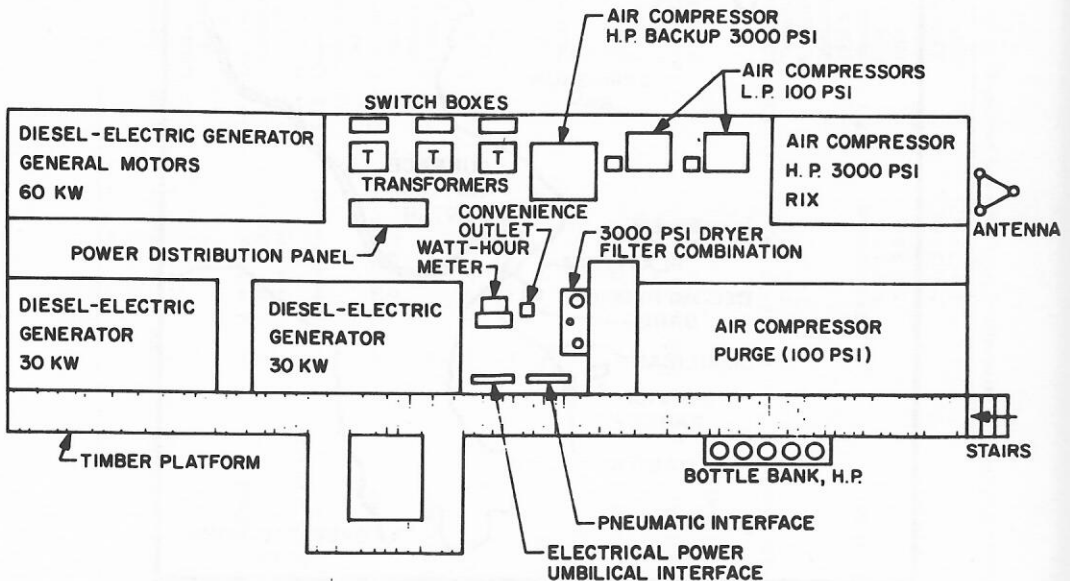 AIR COMPRESSOR
H.P. BACKUP 3000 PSI
AIR COMPRESSORS
L.P. 100 PSI
SWITCH BOXES
DIESEL-ELECTRIC GENERATOR
GENERAL MOTORS
60 KW
T
T
T
TRANSFORMERS
AIR COMPRESSOR
H.P. 3000 PSI
RIX
ANTENNA
CONVENIENCE
OUTLET
POWER DISTRIBUTION PANEL
WATT-HOUR
METER
3000 PSI DRYER
FILTER COMBINATION
DIESEL-ELECTRIC
GENERATOR
30 KW
DIESEL-ELECTRIC
GENERATOR
30 KW
AIR COMPRESSOR
PURGE (100 PSI)
STAIRS
TIMBER PLATFORM
BOTTLE BANK, H.P.
PNEUMATIC INTERFACE
ELECTRICAL POWER
UMBILICAL INTERFACE